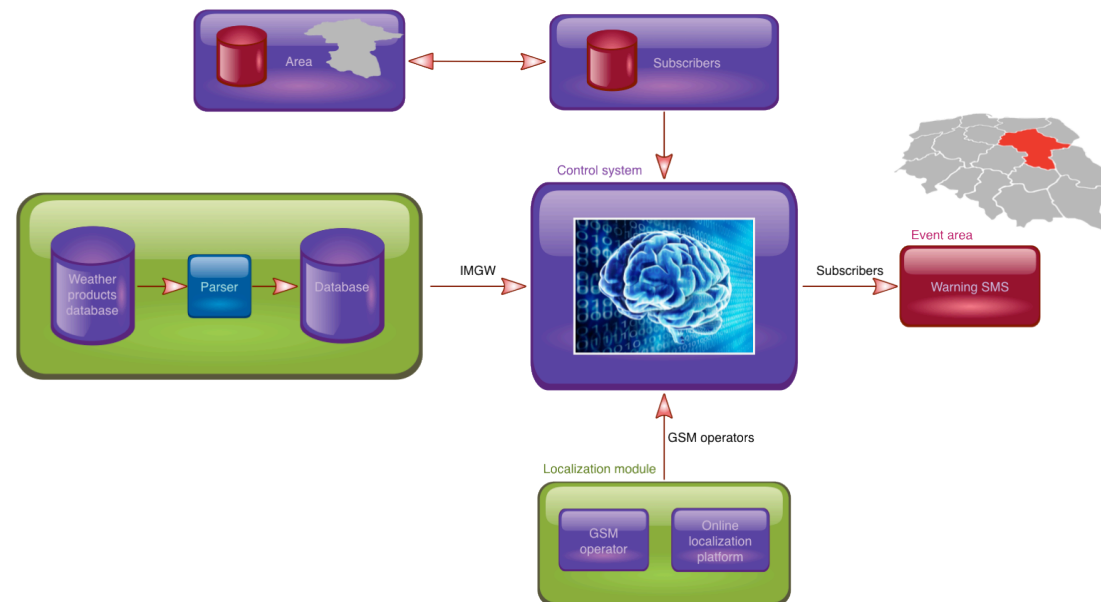 Area
Subscribers
Control system
Event area
Weather
products
database
Parser
Database
IMGW
Subscribers
Warning SMS
GSM operators
Localization module
GSM
operator
Online
localization
platform